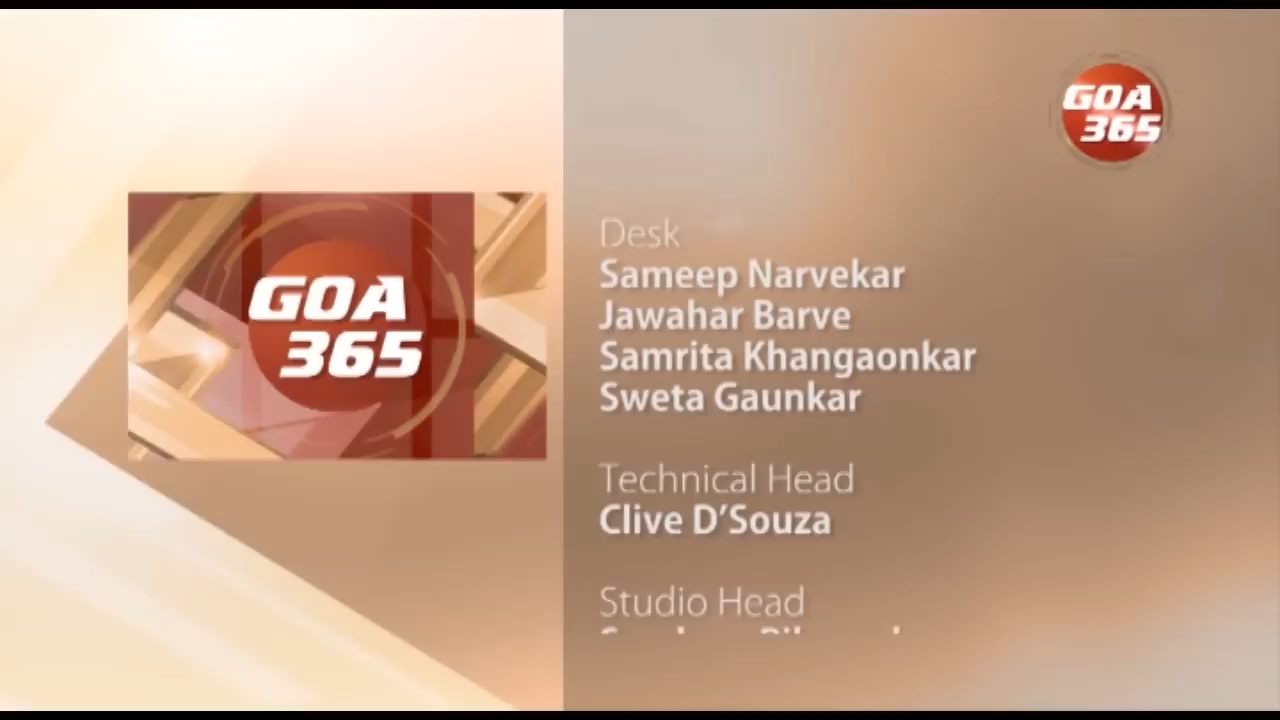 GOA
365
GOA
365
Desk
Sameep Narvekar
Jawahar Barve
Samrita Khangaonkar
Sweta Gaunkar
Technical Head
Clive D’Souza
Studio Head